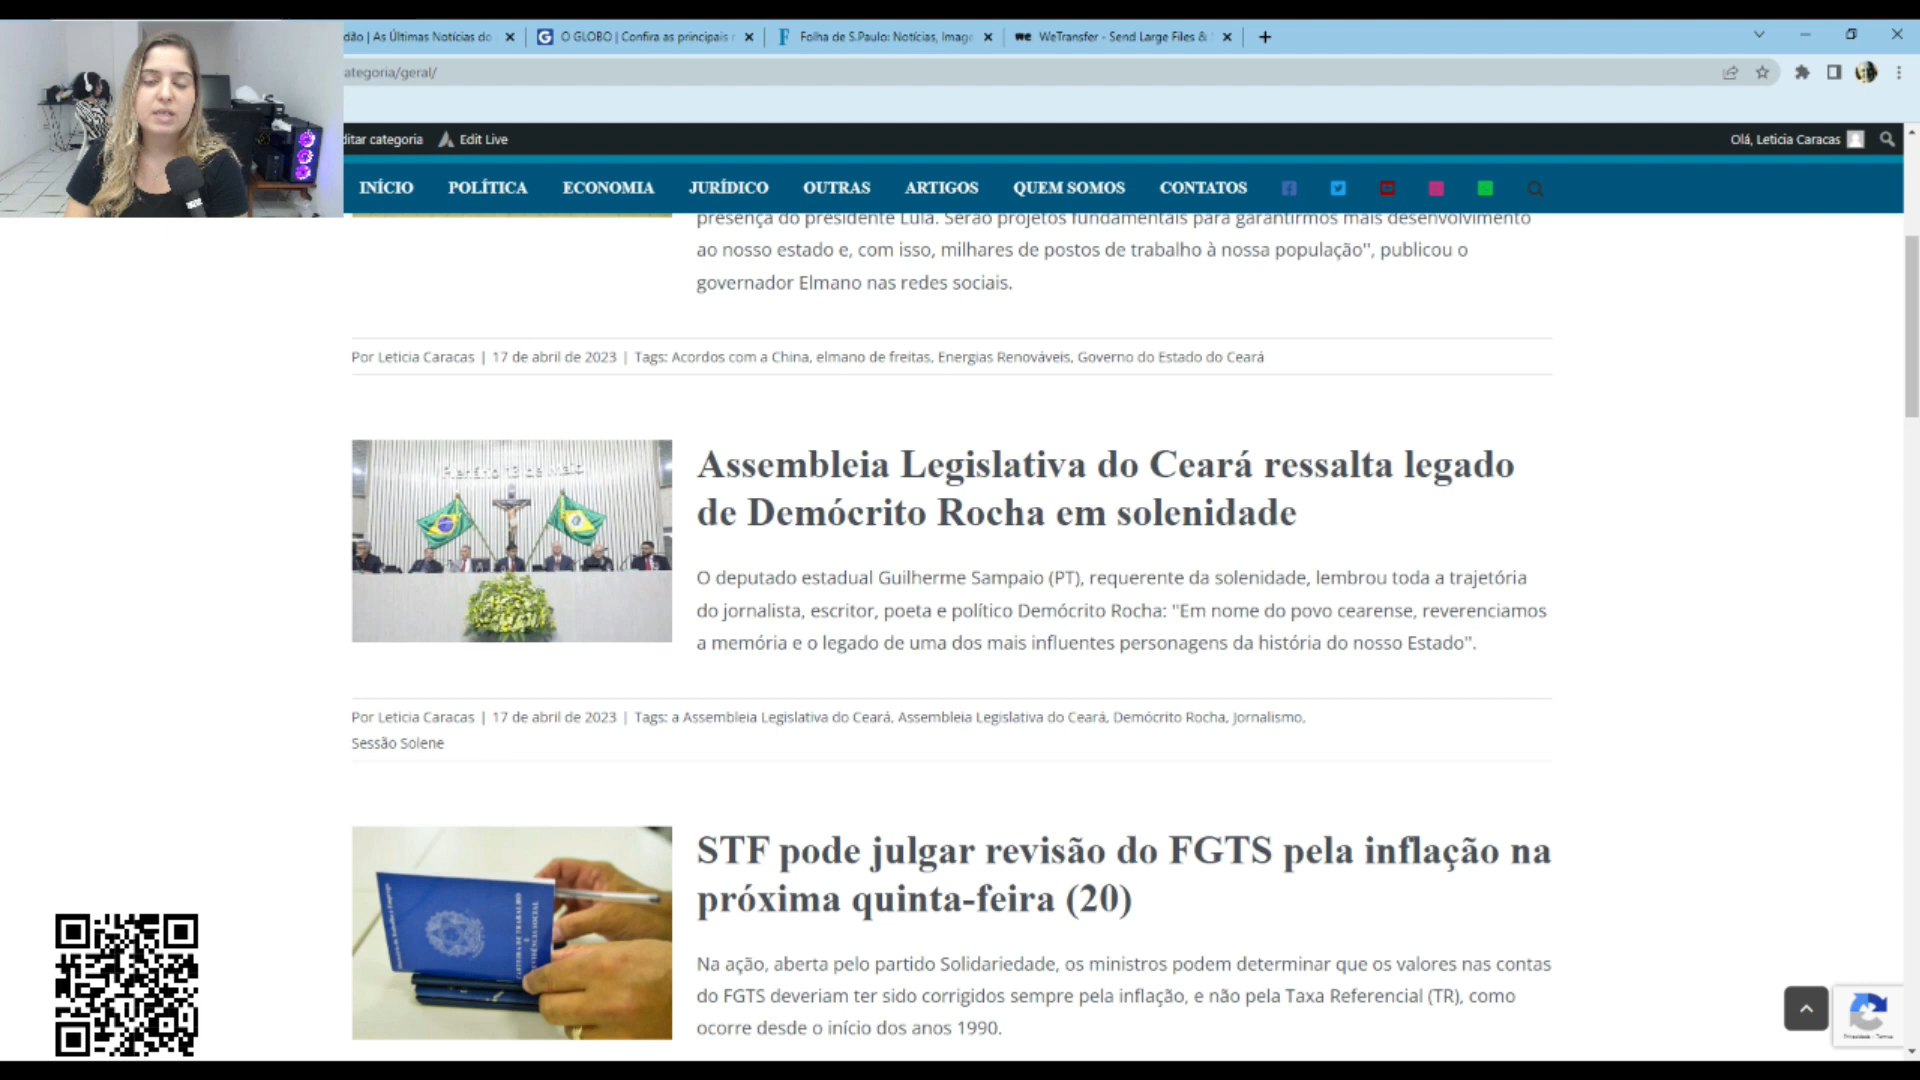 dão | As Últimas Notícias do
O GLOBO | Confira as principais
Folha de S.Paulo: Notícias, Image
WeTransfer - Send Large Files &
ategoria/geral/
ditar categoria Edit Live
Olá, Leticia Caracas
INÍCIO POLÍTICA ECONOMIA JURÍDICO OUTRAS ARTIGOS QUEM SOMOS CONTATOS
presença do presidente Lula. Serão projetos fundamentais para garantirmos mais desenvolvimento
ao nosso estado e, com isso, milhares de postos de trabalho à nossa população", publicou o
governador Elmano nas redes sociais.
Por Leticia Caracas | 17 de abril de 2023 | Tags: Acordos com a China, elmano de freitas, Energias Renováveis, Governo do Estado do Ceará
Assembleia Legislativa do Ceará ressalta legado
de Demócrito Rocha em solenidade
O deputado estadual Guilherme Sampaio (PT), requerente da solenidade, lembrou toda a trajetória
do jornalista, escritor, poeta e político Demócrito Rocha: "Em nome do povo cearense, reverenciamos
a memória e o legado de uma dos mais influentes personagens da história do nosso Estado".
Por Leticia Caracas | 17 de abril de 2023 | Tags: a Assembleia Legislativa do Ceará, Assembleia Legislativa do Ceará, Demócrito Rocha, Jornalismo,
Sessão Solene
STF pode julgar revisão do FGTS pela inflação na
próxima quinta-feira (20)
CARTEIRA DE TRABALHO
E
PREVIDÊNCIA SOCIAL
Na ação, aberta pelo partido Solidariedade, os ministros podem determinar que os valores nas contas
do FGTS deveriam ter sido corrigidos sempre pela inflação, e não pela Taxa Referencial (TR), como
ocorre desde o início dos anos 1990.
Privacidade - Termos